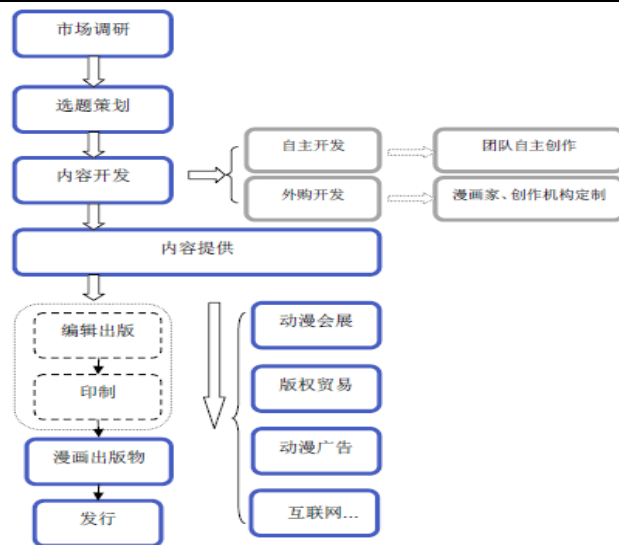 市场调研
选题策划
内容开发
自主开发
团队自主创作
外购开发
漫画家、创作机构定制
内容提供
编辑出版
印制
漫画出版物
发行
动漫会展
版权贸易
动漫广告
互联网...